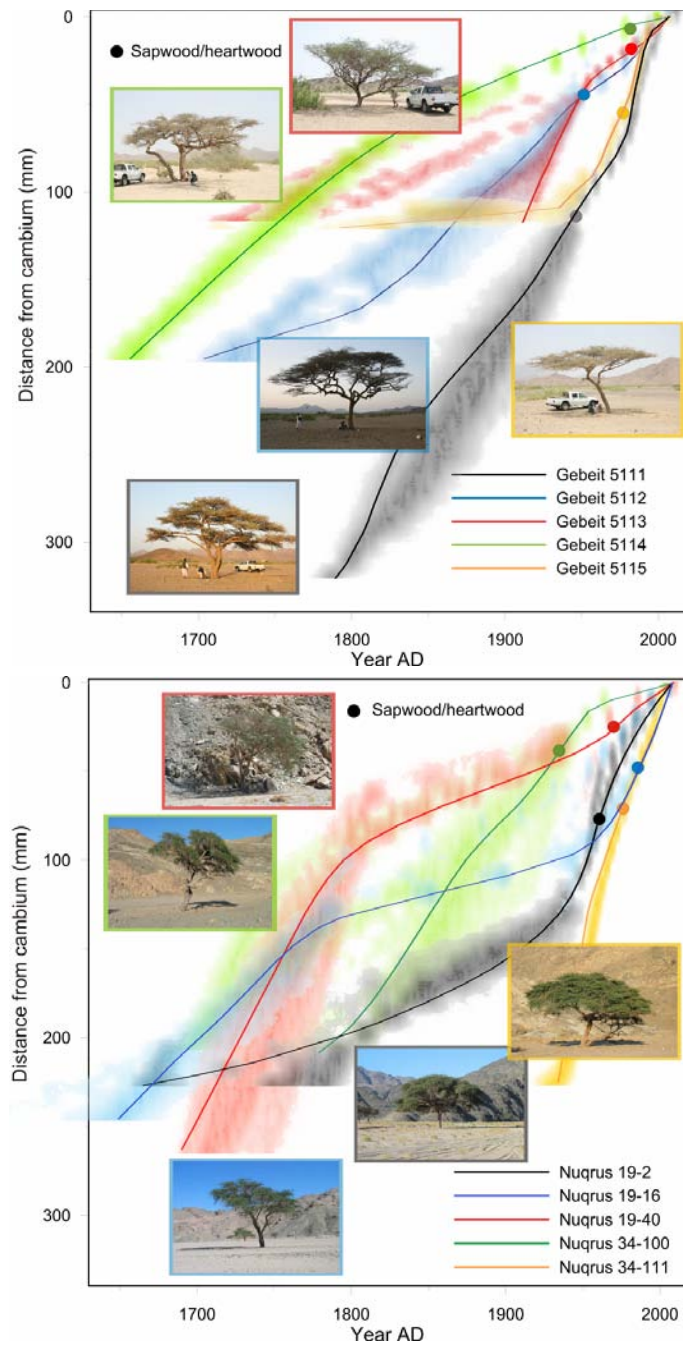 0
Sapwood/heartwood
100
Distance from cambium (mm)
200
300
Gebeit 5111
Gebeit 5112
Gebeit 5113
Gebeit 5114
Gebeit 5115
1700
1800
1900
2000
Year AD
0
Sapwood/heartwood
100
Distance from cambium (mm)
200
300
Nuqrus 19-2
Nuqrus 19-16
Nuqrus 19-40
Nuqrus 34-100
Nuqrus 34-111
1700
1800
1900
2000
Year AD